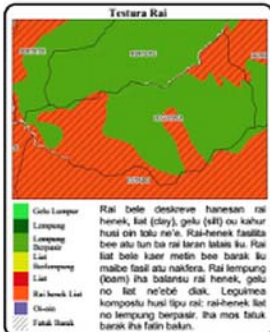 Testura Rai
Gelu Lumpur
Lempung
Lempung
Berpasir
Liat
Berlempung
Liat
Rai henek Liat
Fatuk Barak
Rai bele deskreve hanesan rai
henek, liat (clay), gelu (silt) ou kahur
husi oin tolu ne'e. Rai-henek fasilita
bee atu tun ba rai laran lalais liu. Rai
liat bele kaer metin bee barak liu
maibe fasil atu nakfera. Rai lempung
(loam) iha balansu rai henek, gelu
no liat ne'ebé diak. Leguimea
kompostu husi tipu rai: rai-henek liat
no lempung berpasir. Iha mos fatuk
barak iha fatin balun.